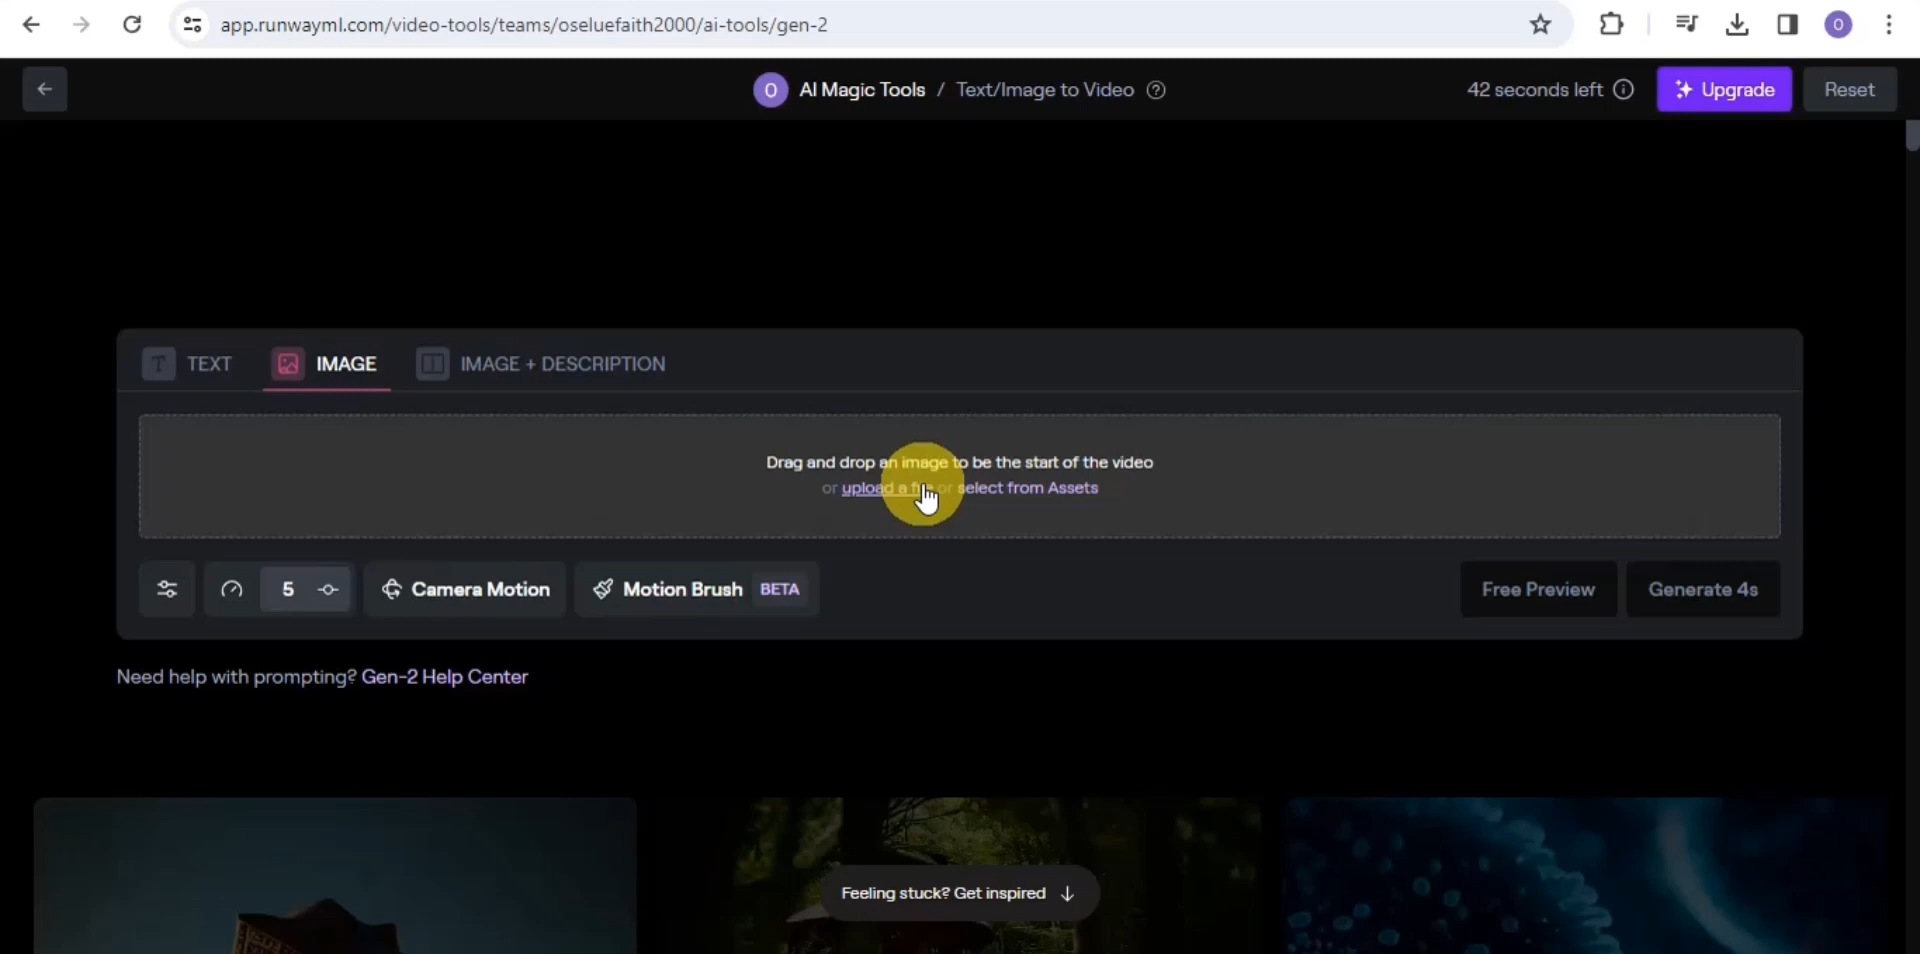 app.runwayml.com/video-tools/teams/oseluefaith2000/ai-tools/gen-2
O
O AI Magic Tools / Text/Image to Video ?
42 seconds left
Upgrade
Reset
T TEXT
IMAGE
IMAGE + DESCRIPTION
Drag and drop an image to be the start of the video
or upload a file or select from Assets
5
Camera Motion
Motion Brush BETA
Free Preview
Generate 4s
Need help with prompting? Gen-2 Help Center
Feeling stuck? Get inspired ↓